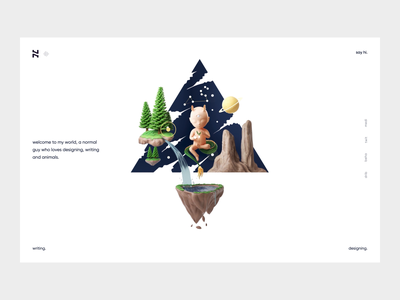 say hi.
welcome to my world, a normal
guy who loves designing, writing
and animals.
writing.
designing.